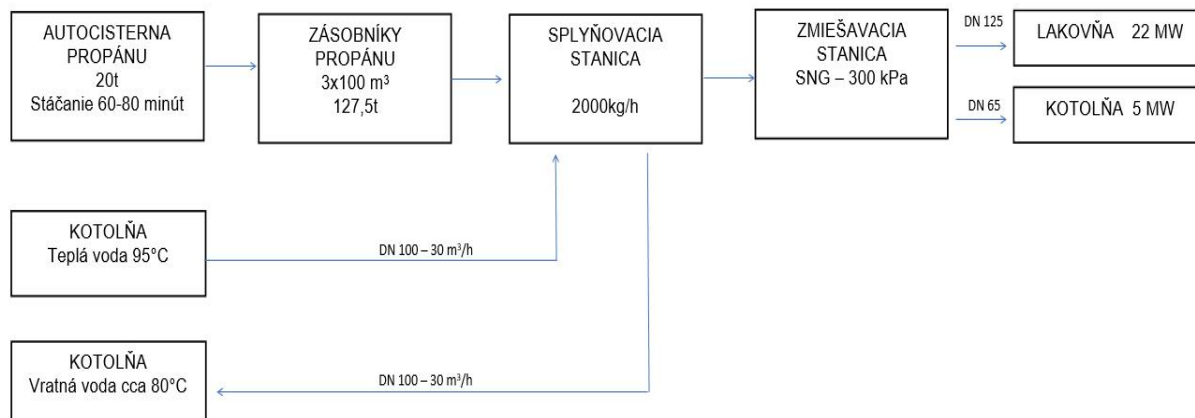 AUTOCISTERNA
PROPÁNU
20t
Stáčanie 60-80 minút
ZÁSOBNÍKY
PROPÁNU
3x100 m³
127,5t
SPLYŇOVACIA
STANICA
2000kg/h
ZMIEŠAVACIA
STANICA
SNG – 300 kPa
DN 125
LAKOVŇA 22 MW
DN 65
KOTOLŇA 5 MW
KOTOLŇA
Teplá voda 95°C
DN 100 – 30 m³/h
KOTOLŇA
Vratná voda cca 80°C
DN 100 – 30 m³/h